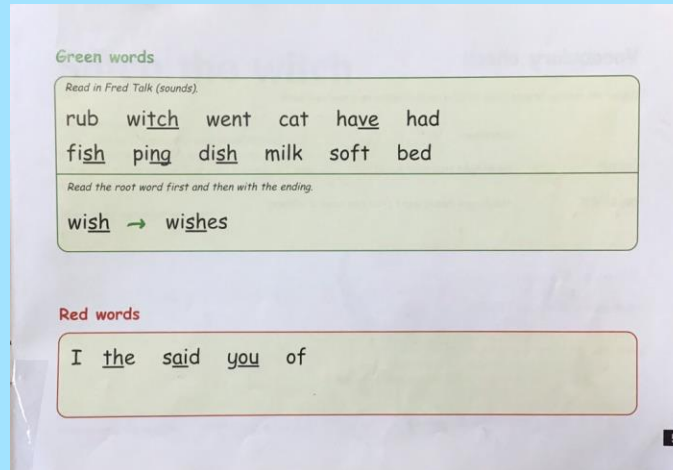 Green words
Read in Fred Talk (sounds).
rub witch went cat have had
fish ping dish milk soft bed
Read the root word first and then with the ending.
wish → wishes
Red words
I the said you of